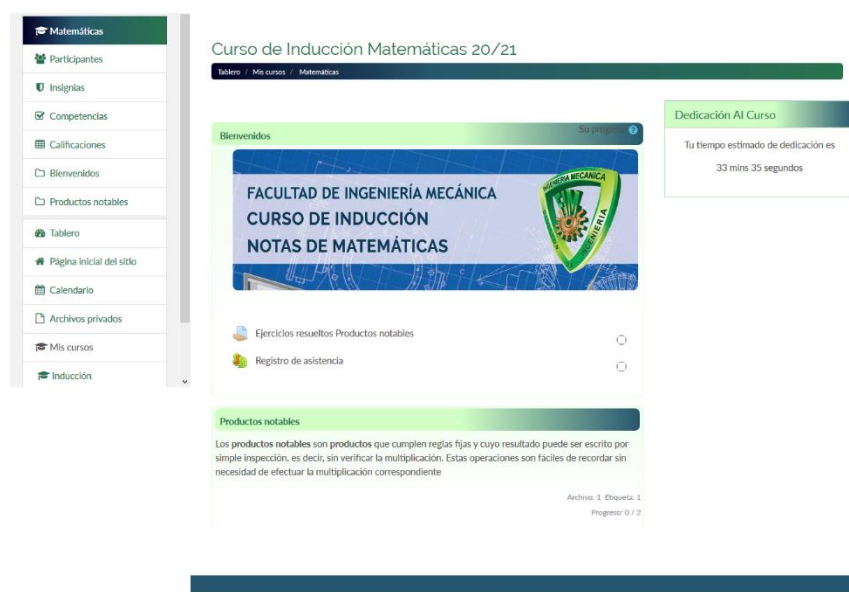 Matemáticas
Participantes
Insignias
Competencias
Calificaciones
Bienvenidos
Productos notables
Tablero
Página inicial del sitio
Calendario
Archivos privados
Mis cursos
Inducción
Curso de Inducción Matemáticas 20/21
Tablero / Mis cursos / Matemáticas
Bienvenidos
Su progreso
FACULTAD DE INGENIERÍA MECÁNICA
CURSO DE INDUCCIÓN
NOTAS DE MATEMÁTICAS
INGENIERIA MECANICA
INGENIERIA
Ejercicios resueltos Productos notables
Registro de asistencia
Productos notables
Los productos notables son productos que cumplen reglas fijas y cuyo resultado puede ser escrito por
simple inspección, es decir, sin verificar la multiplicación. Estas operaciones son fáciles de recordar sin
necesidad de efectuar la multiplicación correspondiente
Archivo: 1 Etiqueta: 1
Progreso: 0 / 2
Dedicación Al Curso
Tu tiempo estimado de dedicación es
33 mins 35 segundos